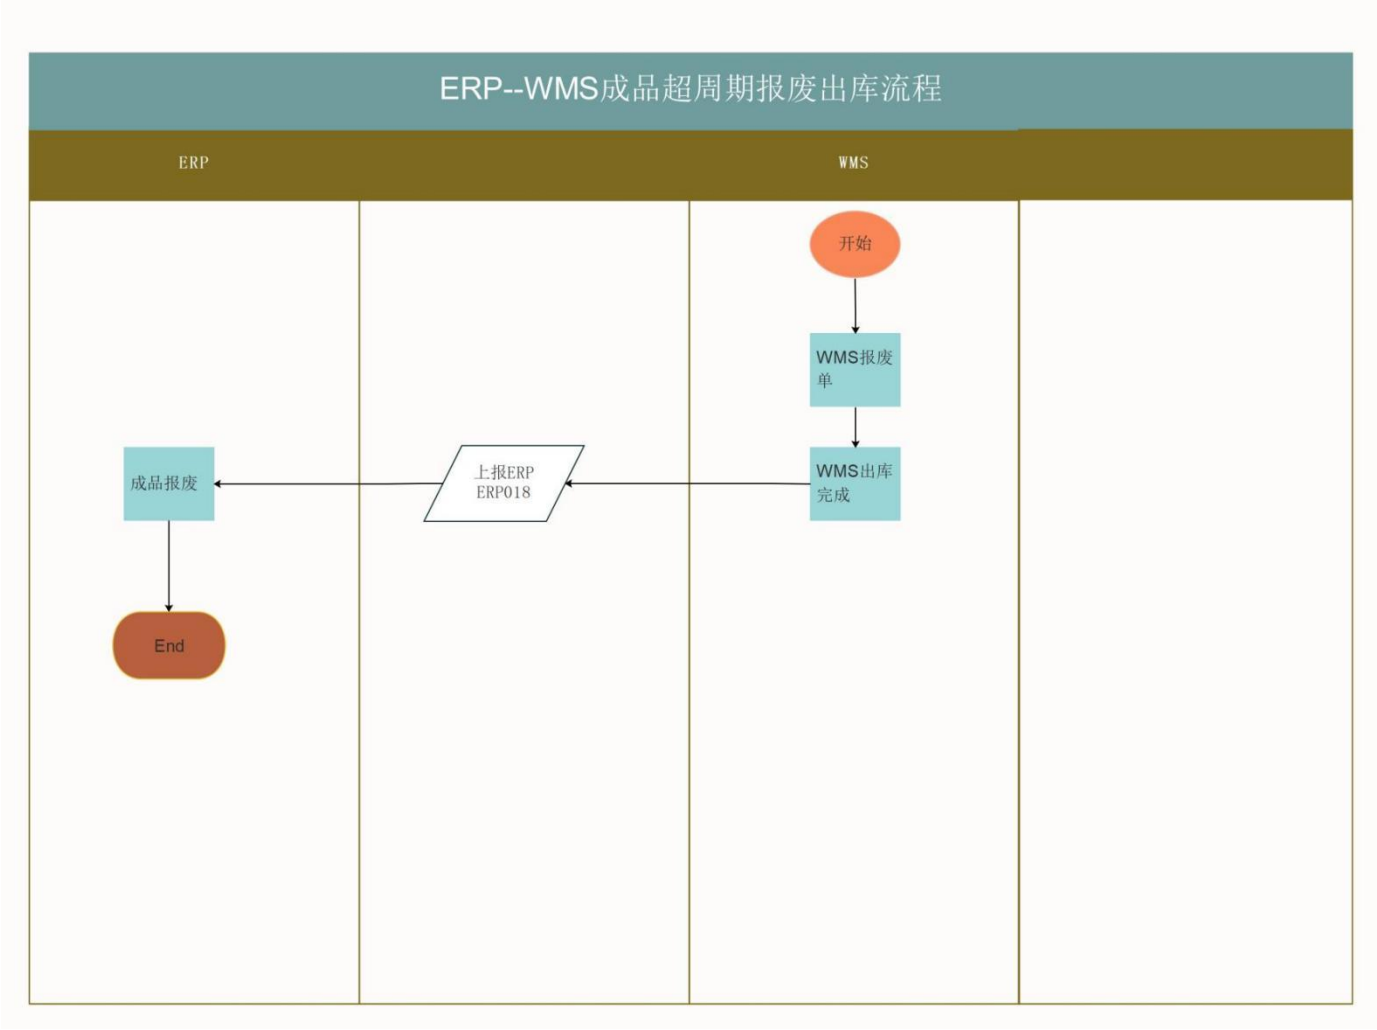 ERP--WMS成品超周期报废出库流程
ERP
WMS
开始
WMS报废
单
WMS出库
完成
上报ERP
ERP018
成品报废
End